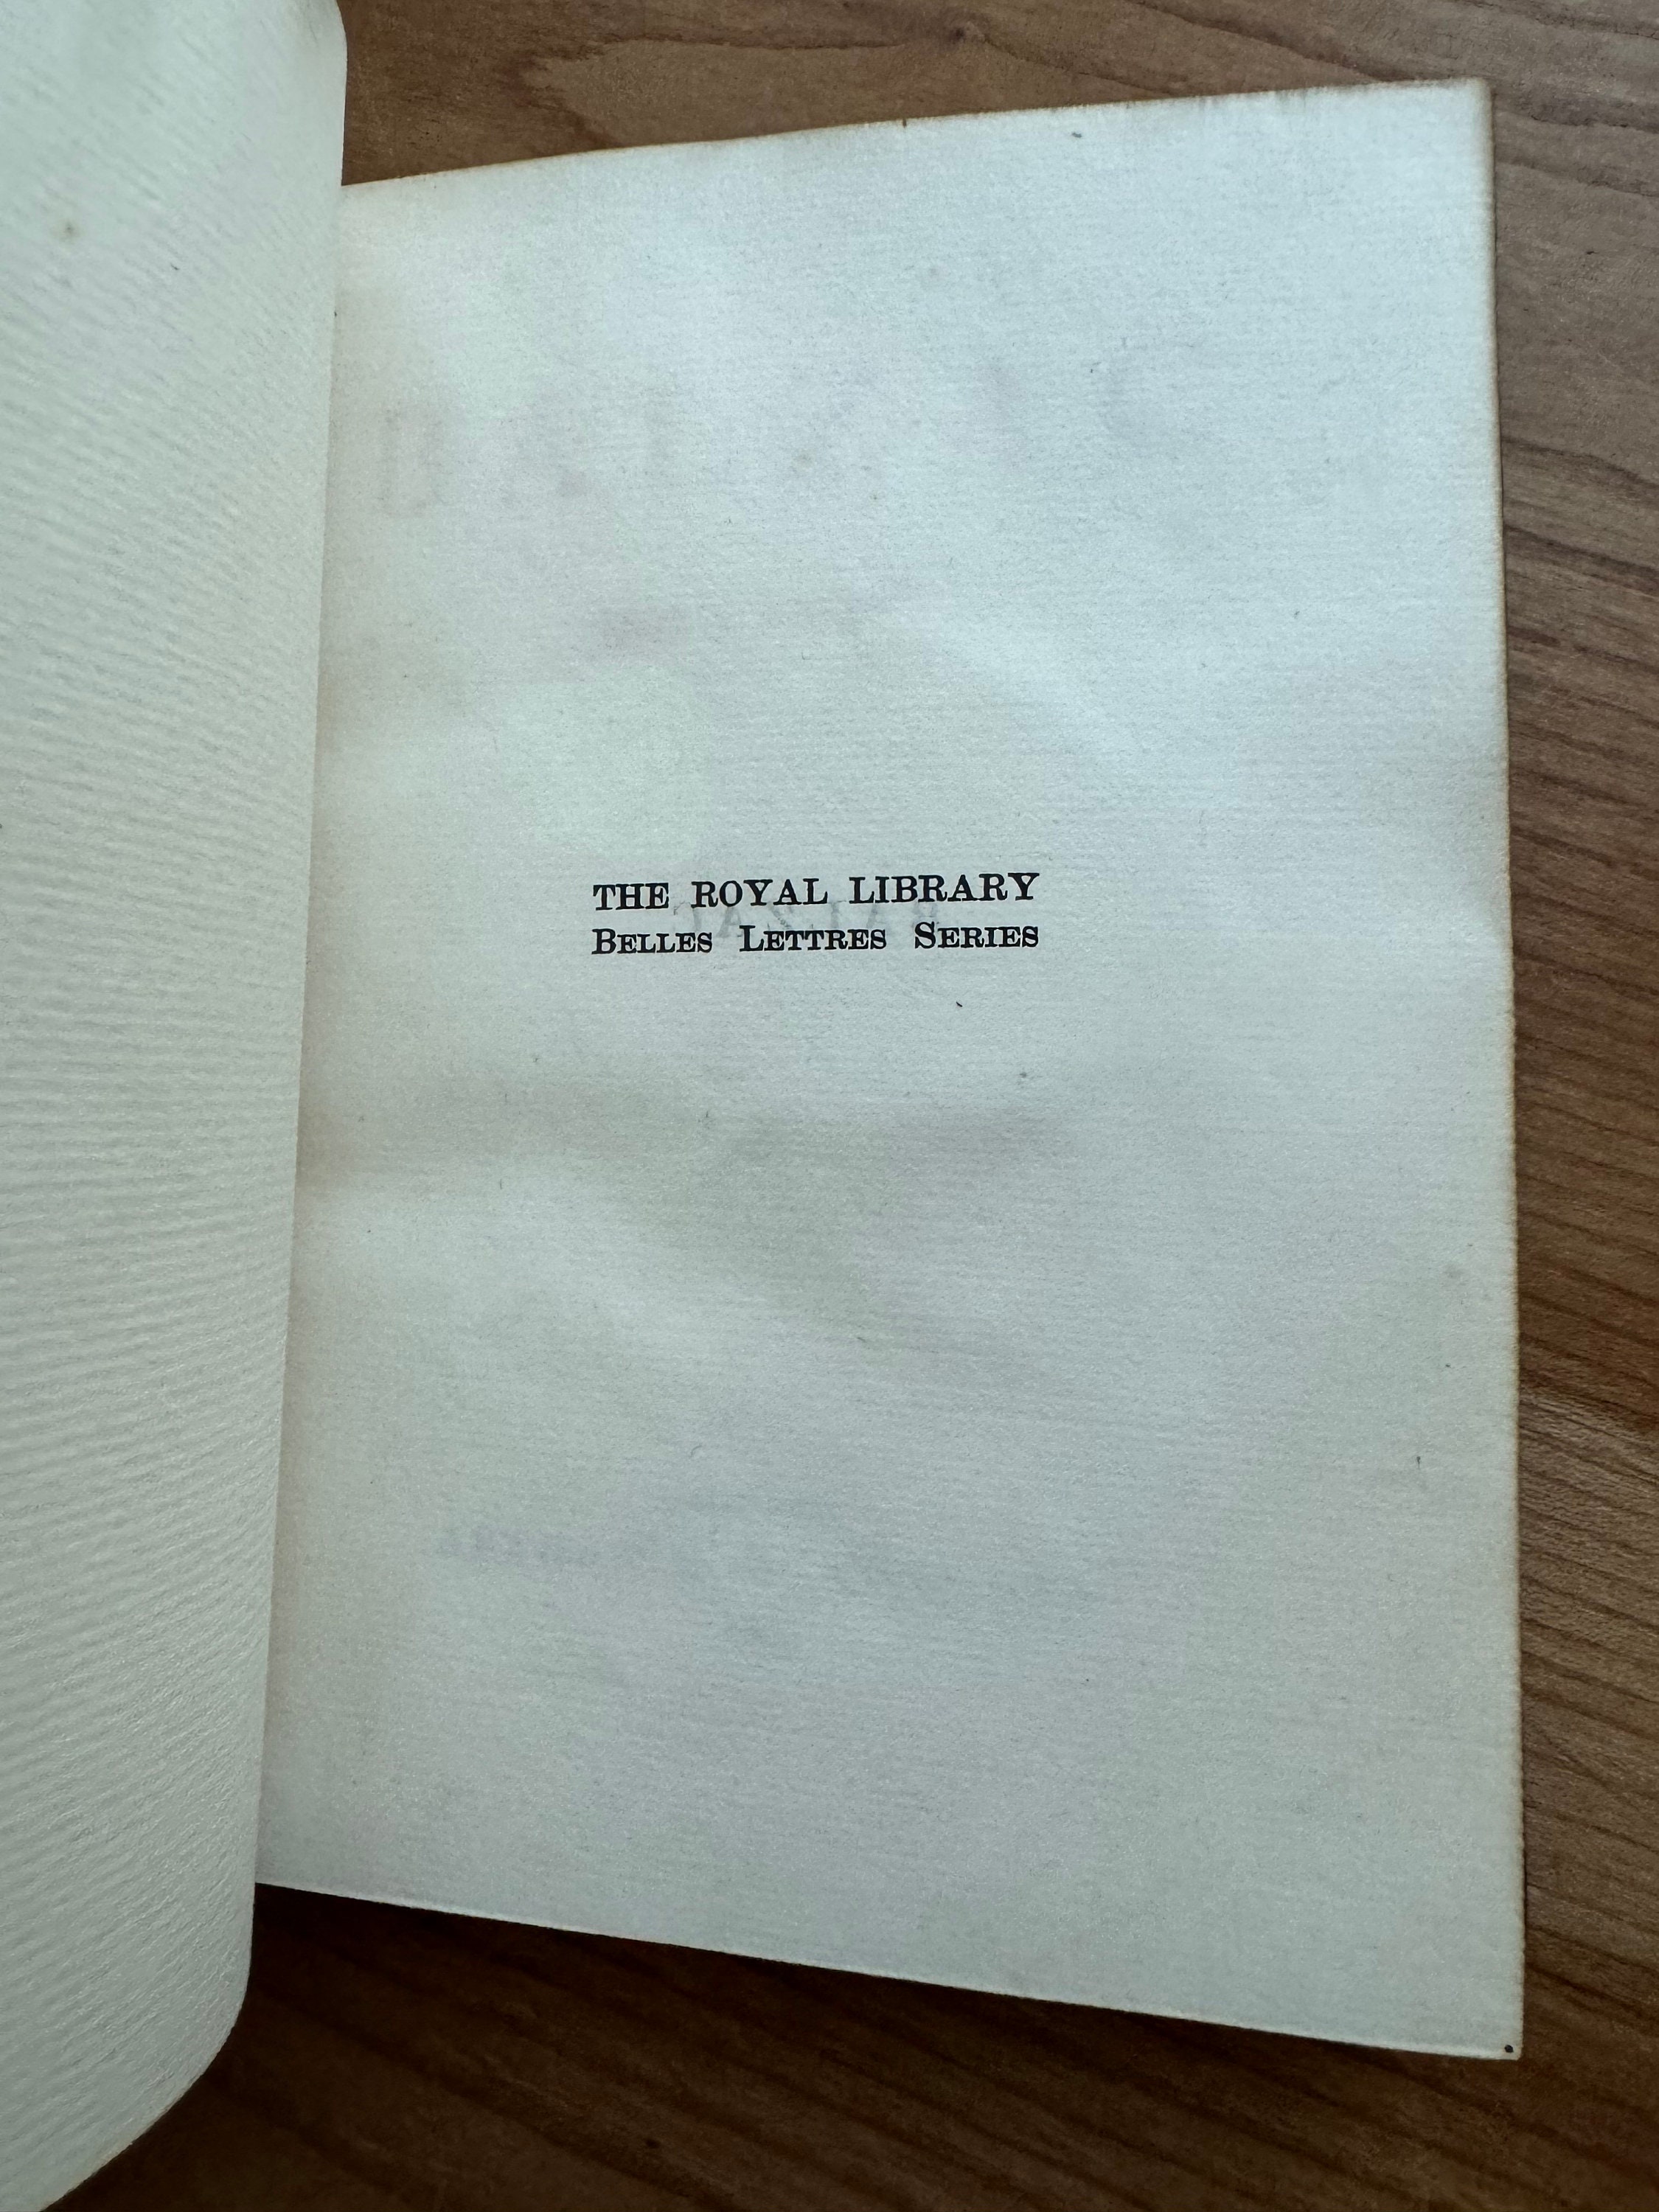 THE ROYAL LIBRARY
BELLES LETTRES SERIES